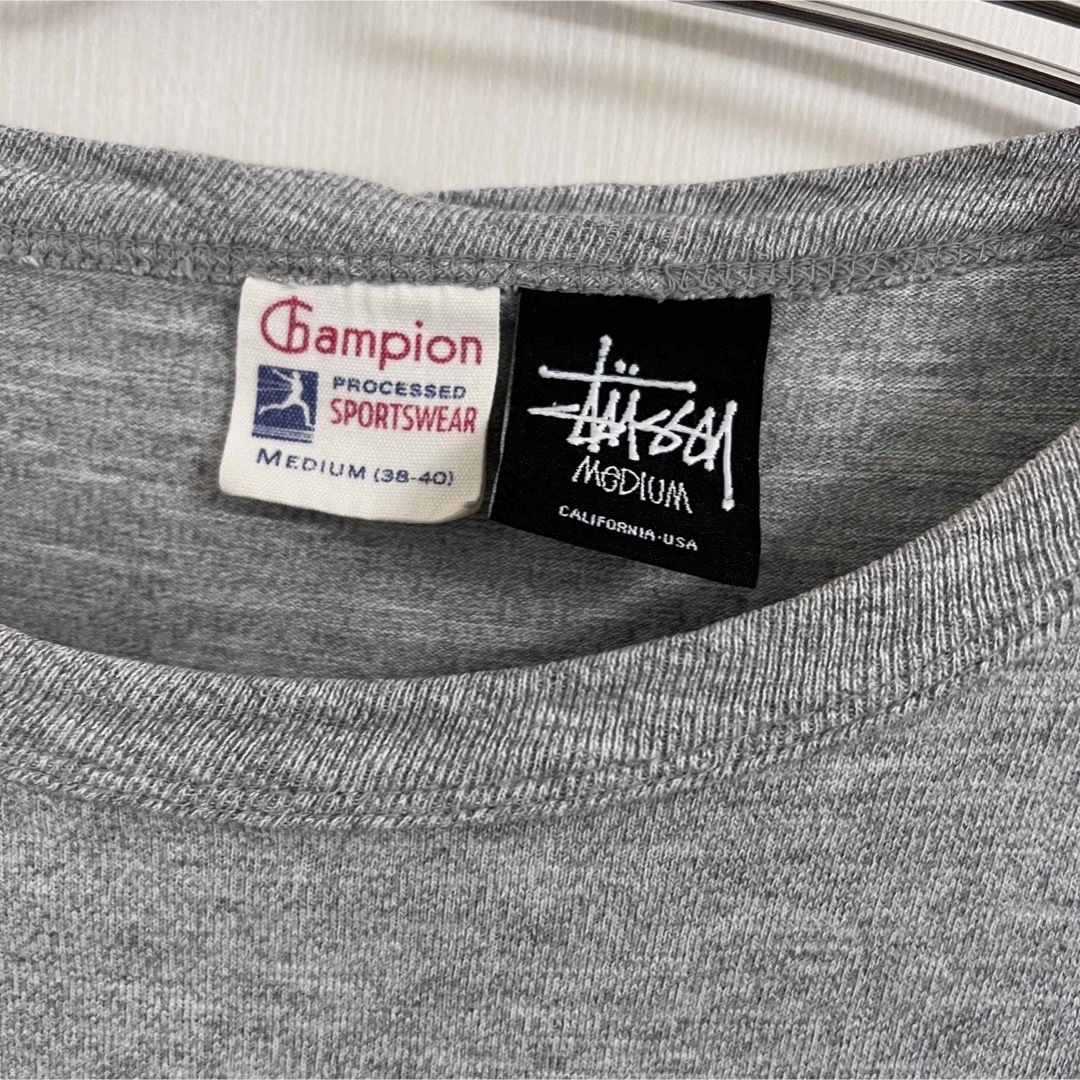 Champion
PROCESSED
SPORTSWEAR
MEDIUM (38-40)
STÜSSY
MEDIUM
CALIFORNIA·USA